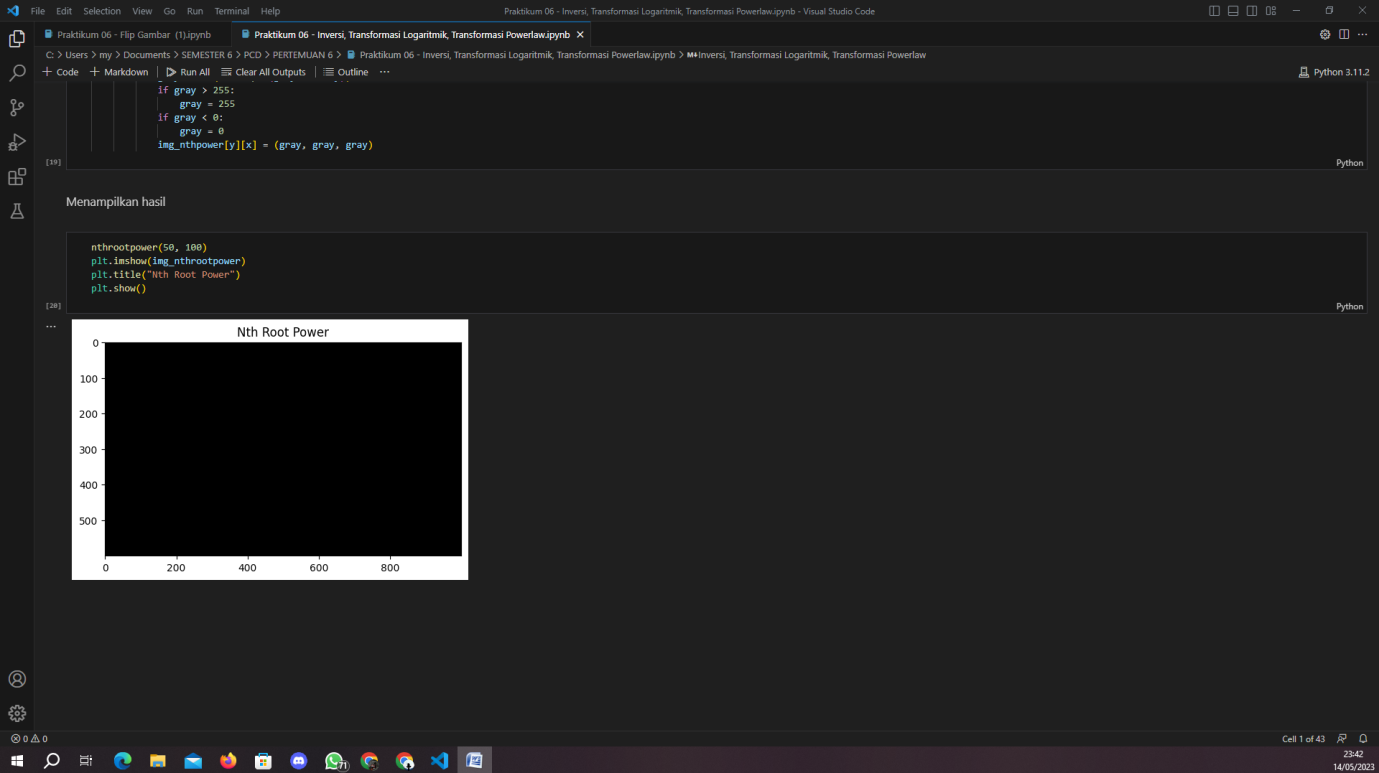 File Edit Selection View Go Run Terminal Help
Praktikum 06 - Inversi, Transformasi Logaritmik, Transformasi Powerlaw.ipynb - Visual Studio Code
Praktikum 06 - Flip Gambar (1).ipynb
Praktikum 06 - Inversi, Transformasi Logaritmik, Transformasi Powerlaw.ipynb
C: > Users > my > Documents > SEMESTER 6 > PCD > PERTEMUAN 6 > Praktikum 06 - Inversi, Transformasi Logaritmik, Transformasi Powerlaw.ipynb > M↓Inversi, Transformasi Logaritmik, Transformasi Powerlaw
+ Code + Markdown Run All Clear All Outputs Outline ...
Python 3.11.2
if gray > 255:
gray = 255
if gray < 0:
gray = 0
img_nthpower[y][x] = (gray, gray, gray)
[19]
Python
Menampilkan hasil
nthrootpower(50, 100)
plt.imshow(img_nthrootpower)
plt.title("Nth Root Power")
plt.show()
[20]
Python
...
Nth Root Power
0
100
200
300
400
500
0 200 400 600 800
0 0
Cell 1 of 43
71
23:42
14/05/2023